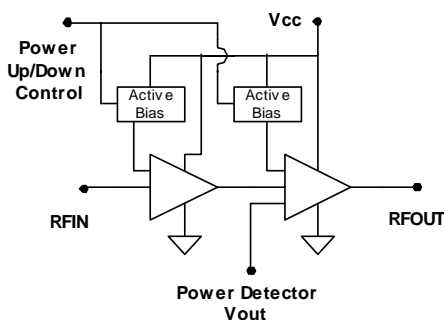 Vcc
Power
Up/Down
Control
Active
Bias
Active
Bias
RFIN
RFOUT
Power Detector
Vout